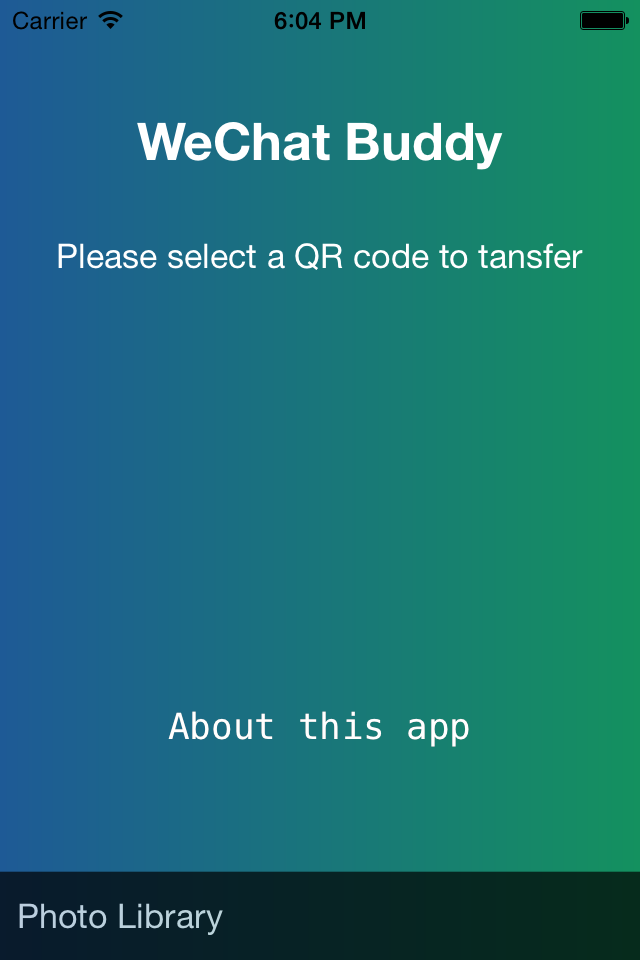 Carrier 6:04 PM
WeChat Buddy
Please select a QR code to tansfer
About this app
Photo Library